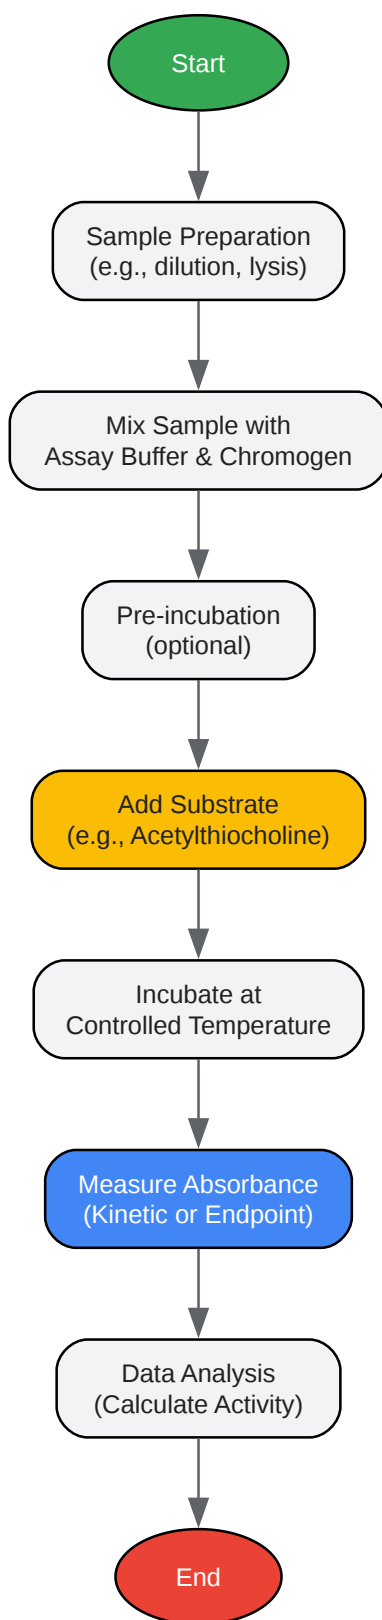 Start
Sample Preparation
(e.g., dilution, lysis)
Mix Sample with
Assay Buffer & Chromogen
Pre-incubation
(optional)
Add Substrate
(e.g., Acetylthiocholine)
Incubate at
Controlled Temperature
Measure Absorbance
(Kinetic or Endpoint)
Data Analysis
(Calculate Activity)
End